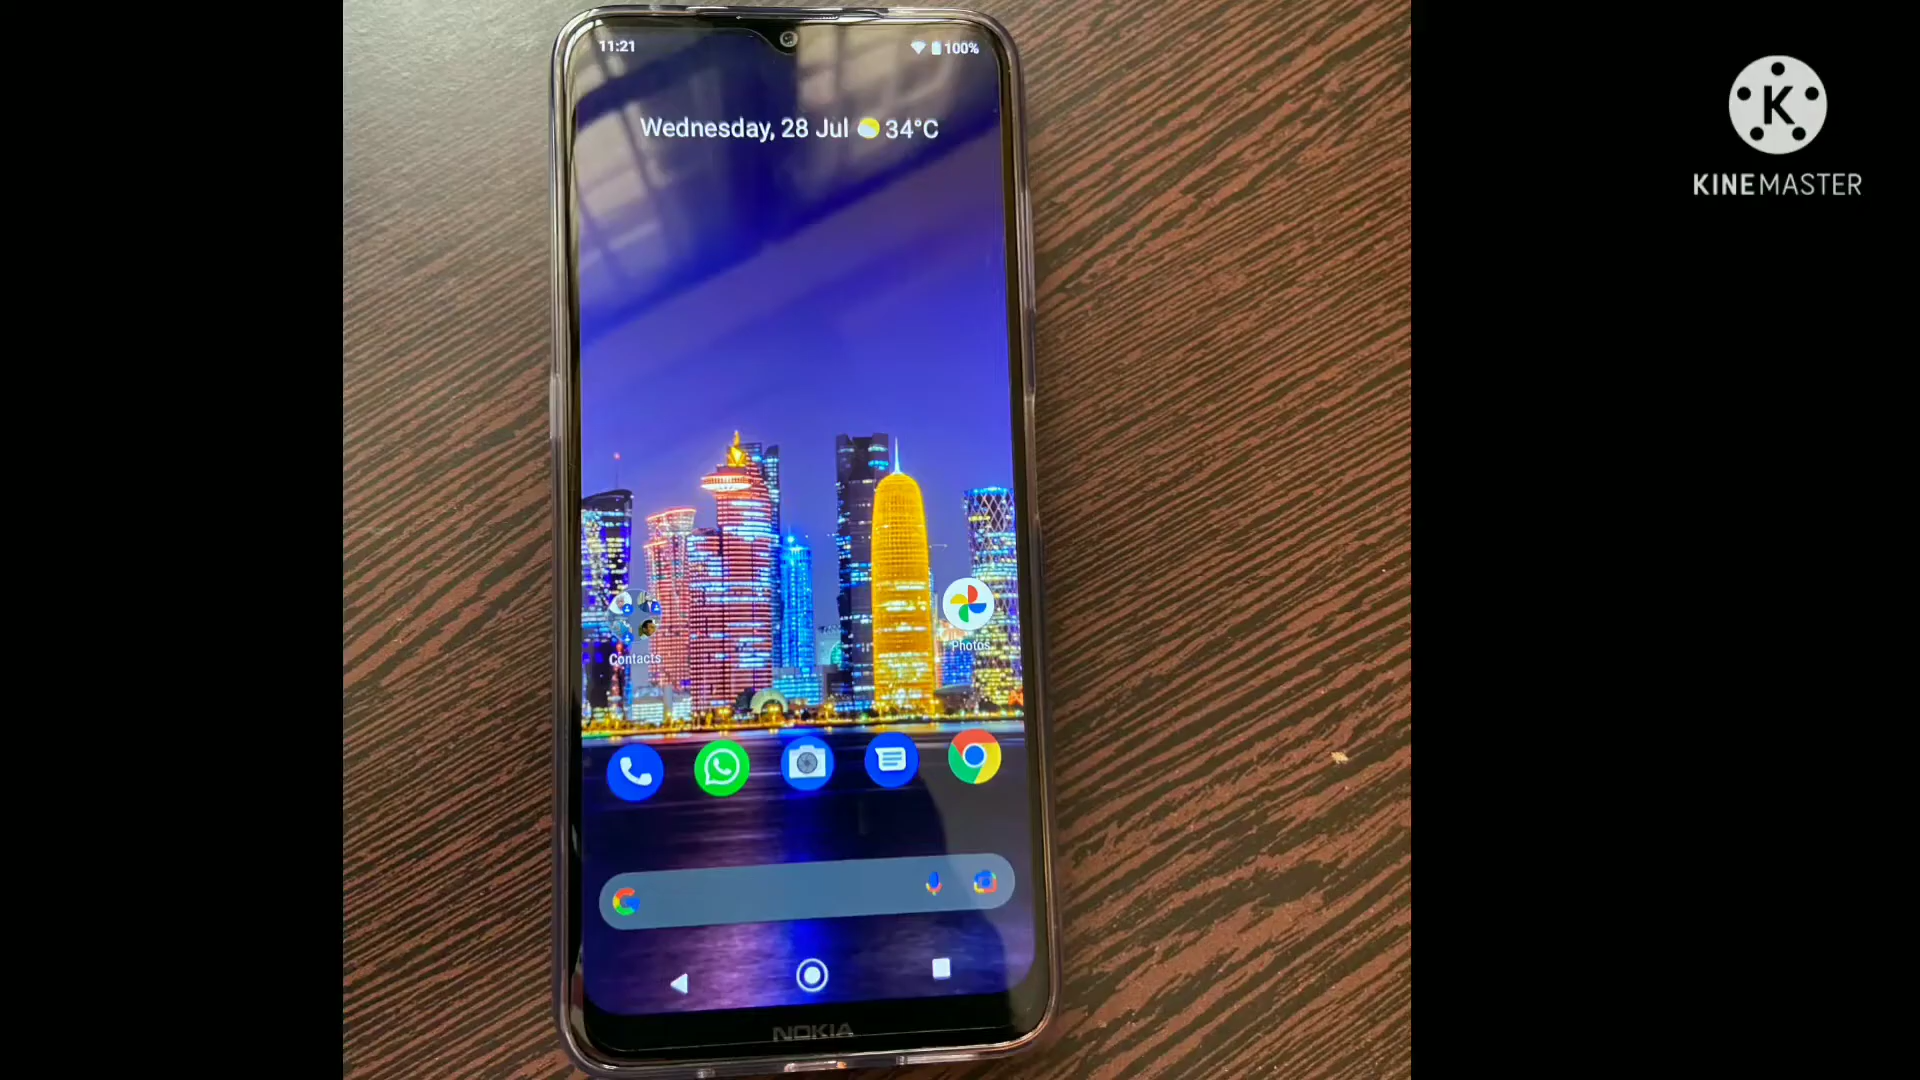 11:21
100%
Wednesday, 28 Jul 34°C
Contacts
Photos
NOKIA
K
KINEMASTER